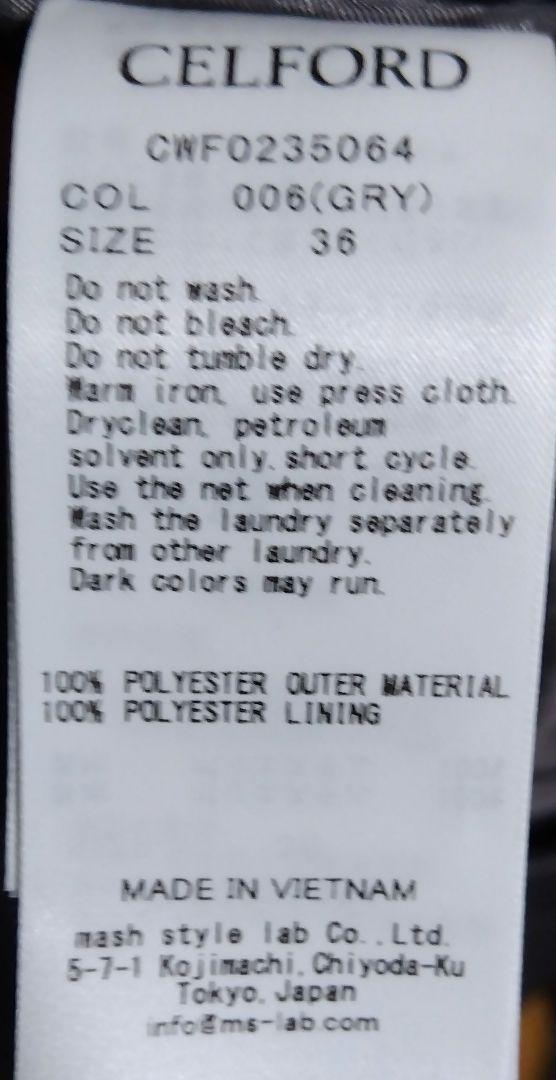 CELFORD
CWFO235064
COL 006(GRY)
SIZE 36
Do not wash.
Do not bleach.
Do not tumble dry.
Warm iron, use press cloth.
Dryclean, petroleum
solvent only, short cycle.
Use the net when cleaning.
Wash the laundry separately
from other laundry.
Dark colors may run.
100% POLYESTER OUTER MATERIAL
100% POLYESTER LINING
MADE IN VIETNAM
mash style lab Co., Ltd.
5-7-1 Kojimachi, Chiyoda-Ku
Tokyo, Japan
info@ms-lab.com